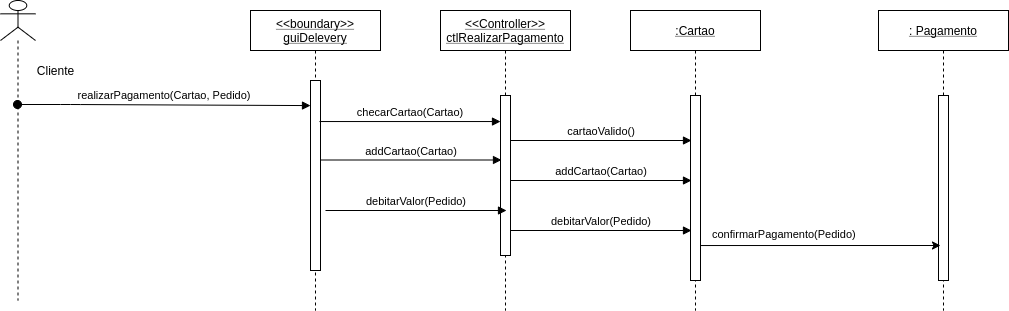 <<boundary>>
guiDelevery
<<Controller>>
ctlRealizarPagamento
:Cartao
: Pagamento
Cliente
realizarPagamento(Cartao, Pedido)
checarCartao(Cartao)
cartaoValido()
addCartao(Cartao)
addCartao(Cartao)
debitarValor(Pedido)
debitarValor(Pedido)
confirmarPagamento(Pedido)